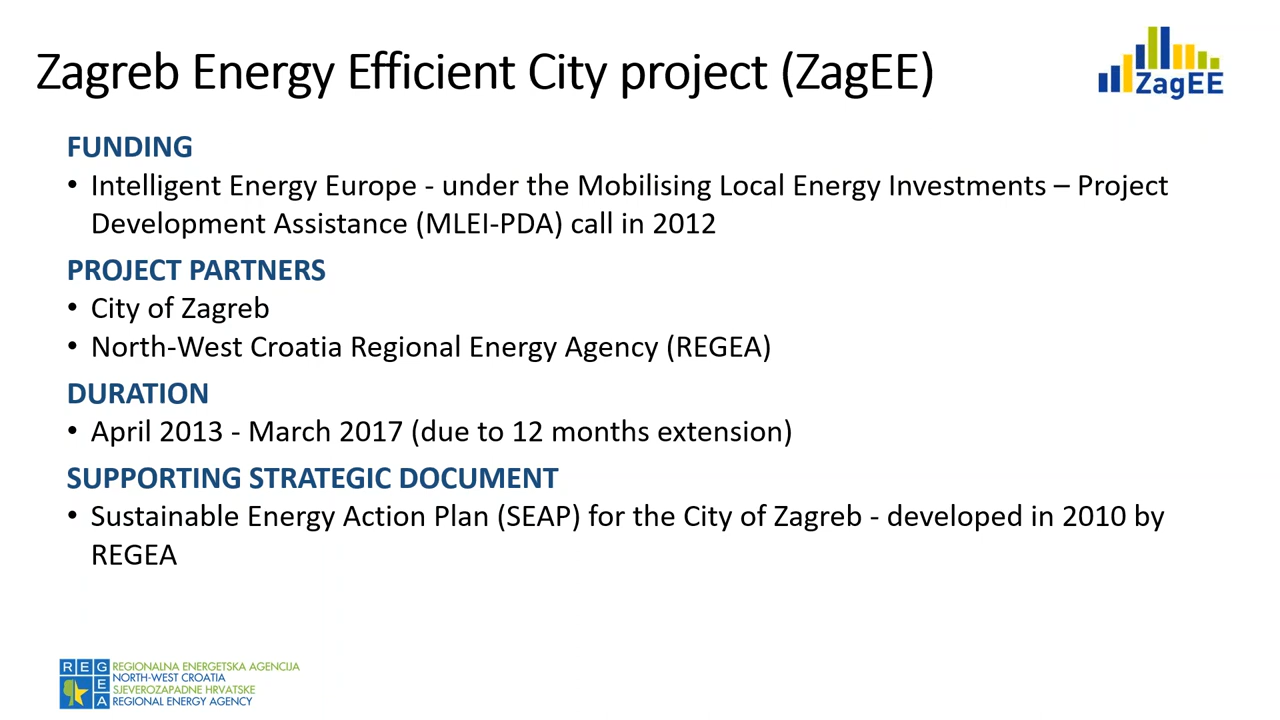 Zagreb Energy Efficient City project (ZagEE)
ZagEE
FUNDING
• Intelligent Energy Europe - under the Mobilising Local Energy Investments – Project
Development Assistance (MLEI-PDA) call in 2012
PROJECT PARTNERS
• City of Zagreb
• North-West Croatia Regional Energy Agency (REGEA)
DURATION
• April 2013 - March 2017 (due to 12 months extension)
SUPPORTING STRATEGIC DOCUMENT
• Sustainable Energy Action Plan (SEAP) for the City of Zagreb - developed in 2010 by
REGEA
REGEA
REGIONALNA ENERGETSKA AGENCIJA
NORTH-WEST CROATIA
SJEVEROZAPADNE HRVATSKE
REGIONAL ENERGY AGENCY